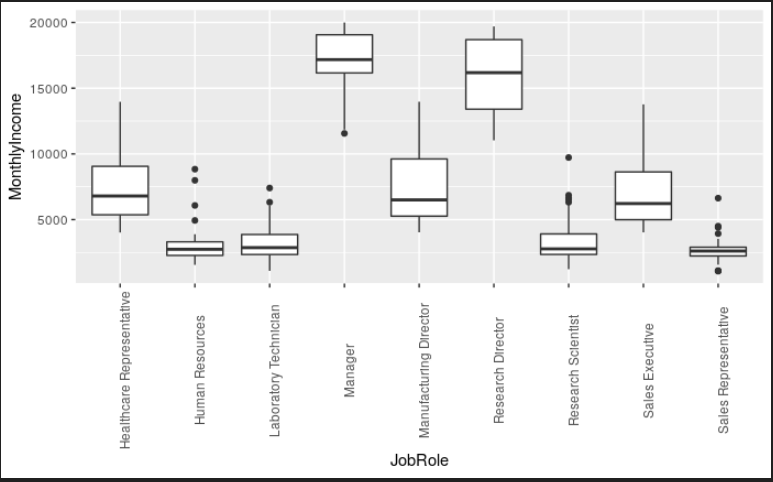 20000
15000
10000
5000
MonthlyIncome
Healthcare Representative
Human Resources
Laboratory Technician
Manager
Manufacturing Director
Research Director
Research Scientist
Sales Executive
Sales Representative
JobRole